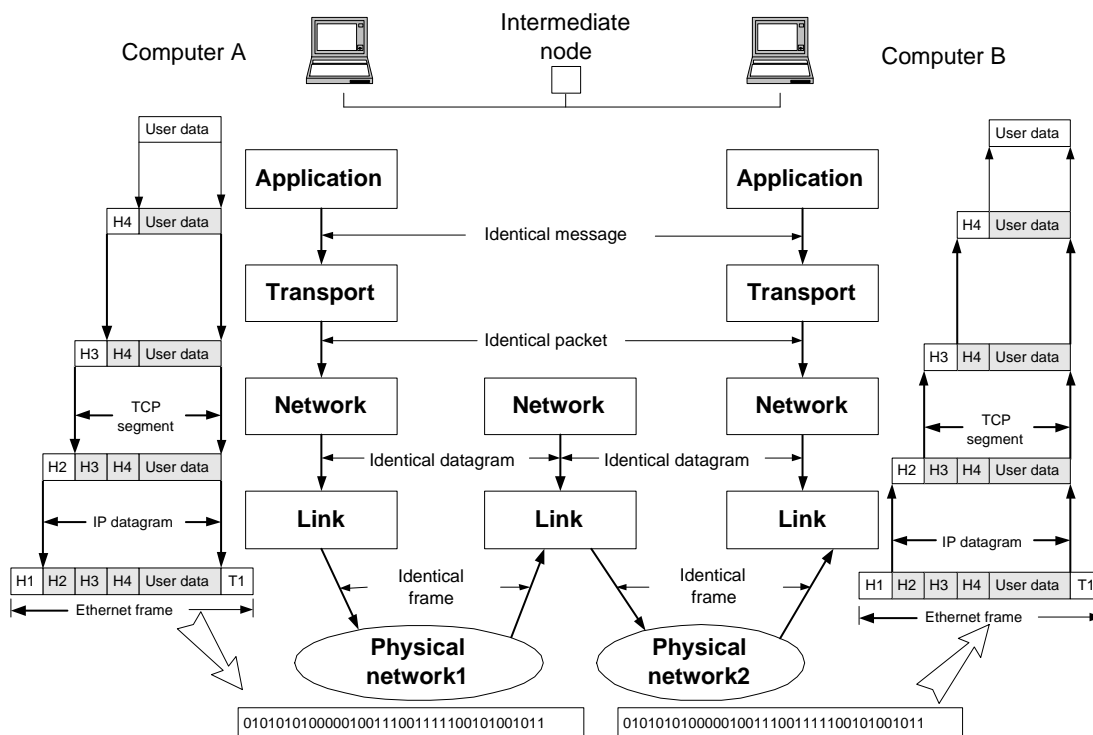 Computer A
Intermediate
node
Computer B
User data
H4 User data
H3 H4 User data
TCP
segment
H2 H3 H4 User data
IP datagram
H1 H2 H3 H4 User data T1
Ethernet frame
Application
Transport
Network
Link
Physical
network1
Identical message
Identical packet
Identical datagram
Identical datagram
Identical
frame
Identical
frame
Network
Link
Application
Transport
Network
Link
Physical
network2
User data
H4 User data
H3 H4 User data
TCP
segment
H2 H3 H4 User data
IP datagram
H1 H2 H3 H4 User data T1
Ethernet frame
0101010100000100111001111100101001011
0101010100000100111001111100101001011